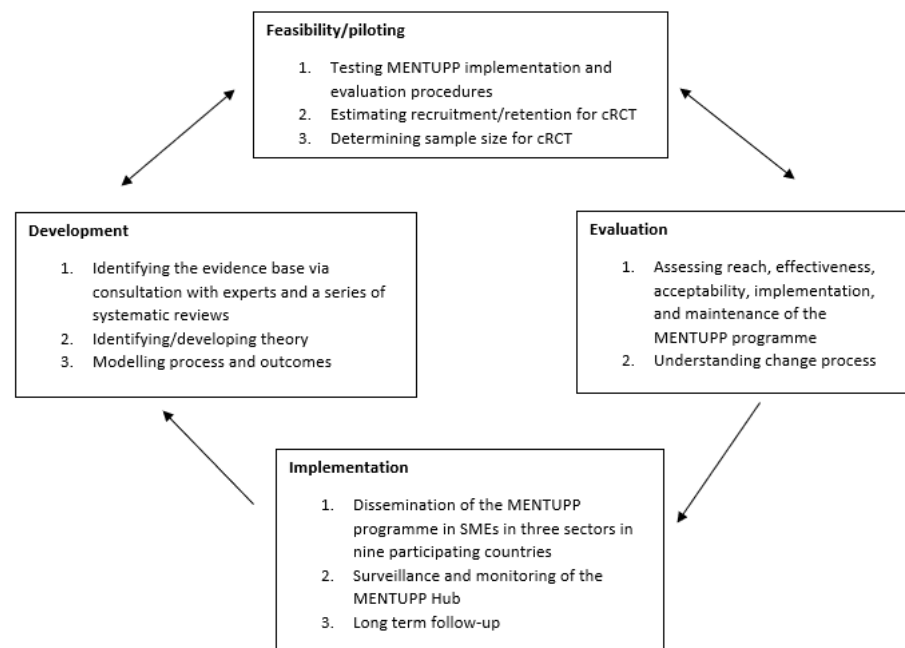 Feasibility/piloting
1. Testing MENTUPP implementation and
evaluation procedures
2. Estimating recruitment/retention for cRCT
3. Determining sample size for cRCT
Development
1. Identifying the evidence base via
consultation with experts and a series of
systematic reviews
2. Identifying/developing theory
3. Modelling process and outcomes
Evaluation
1. Assessing reach, effectiveness,
acceptability, implementation,
and maintenance of the
MENTUPP programme
2. Understanding change process
Implementation
1. Dissemination of the MENTUPP
programme in SMEs in three sectors in
nine participating countries
2. Surveillance and monitoring of the
MENTUPP Hub
3. Long term follow-up